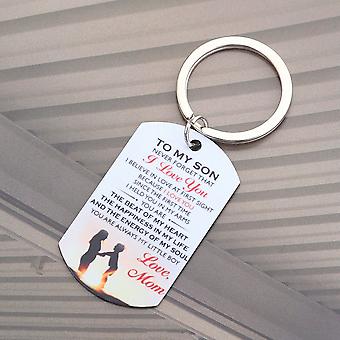 TO MY SON
NEVER FORGET THAT
I Love You
I BELIEVE IN LOVE AT FIRST SIGHT
BECAUSE I LOVE YOU
SINCE THE FIRST TIME
I HELD YOU IN MY ARMS
YOU ARE
THE BEAT OF MY HEART
THE HAPPINESS IN MY LIFE
AND THE ENERGY OF MY SOUL
YOU ARE ALWAYS MY LITTLE BOY
Love,
Mom